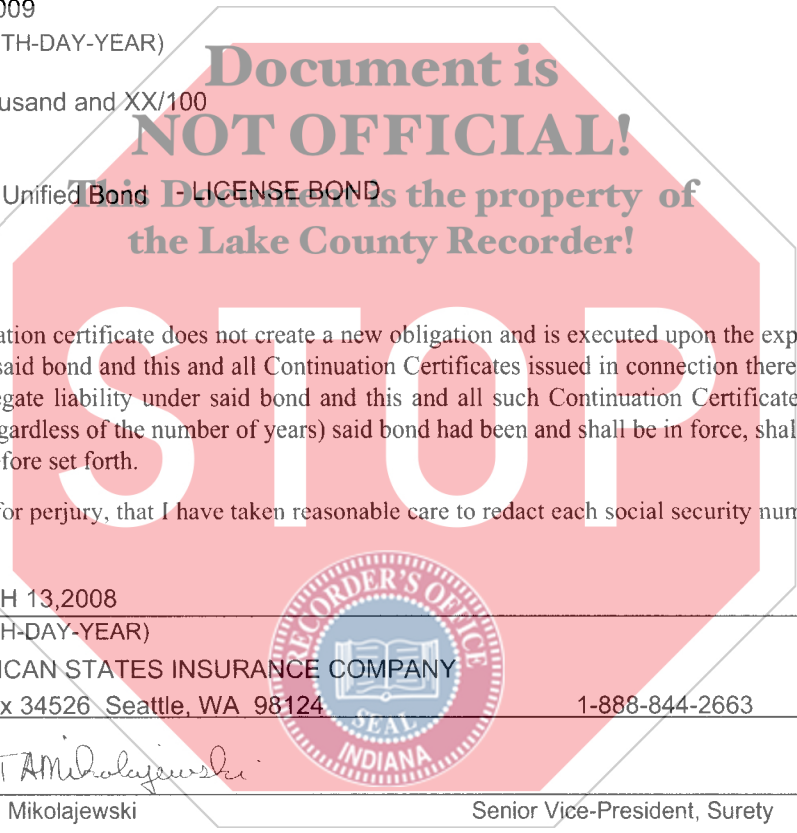 009
TH-DAY-YEAR)
Document is
usand and XX/100
NOT OFFICIAL!
Unified Bond - LICENSE BOND
This Document is the property of
the Lake County Recorder!
STOP
ation certificate does not create a new obligation and is executed upon the exp
said bond and this and all Continuation Certificates issued in connection there
egate liability under said bond and this and all such Continuation Certificate
gardless of the number of years) said bond had been and shall be in force, shal
fore set forth.
for perjury, that I have taken reasonable care to redact each social security num
H 13,2008
TH-DAY-YEAR)
ICAN STATES INSURANCE COMPANY
x 34526 Seattle, WA 98124 1-888-844-2663
RECORDER'S OFFICE
SEAL
INDIANA
TAMikolajewski
Mikolajewski Senior Vice-President, Surety